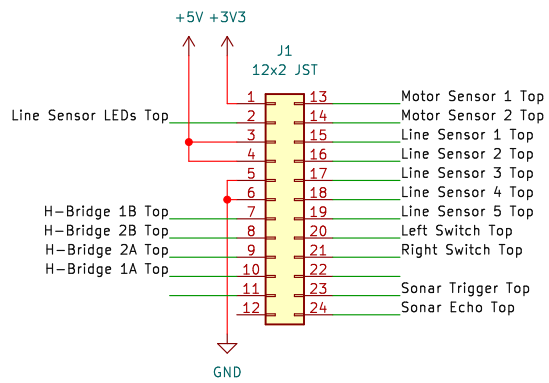 +5V +3V3
J1
12x2 JST
1 13 Motor Sensor 1 Top
Line Sensor LEDs Top 2 14 Motor Sensor 2 Top
3 15 Line Sensor 1 Top
4 16 Line Sensor 2 Top
5 17 Line Sensor 3 Top
6 18 Line Sensor 4 Top
H-Bridge 1B Top 7 19 Line Sensor 5 Top
H-Bridge 2B Top 8 20 Left Switch Top
H-Bridge 2A Top 9 21 Right Switch Top
H-Bridge 1A Top 10 22
11 23 Sonar Trigger Top
12 24 Sonar Echo Top
GND